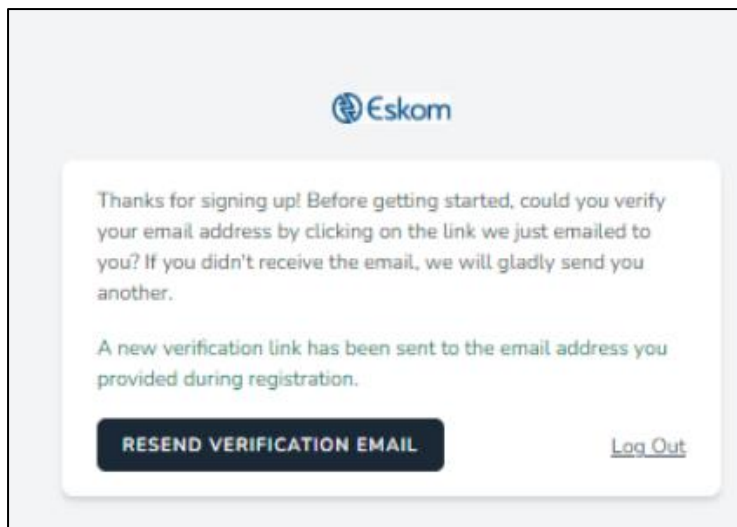 Eskom
Thanks for signing up! Before getting started, could you verify
your email address by clicking on the link we just emailed to
you? If you didn't receive the email, we will gladly send you
another.
A new verification link has been sent to the email address you
provided during registration.
RESEND VERIFICATION EMAIL
Log Out